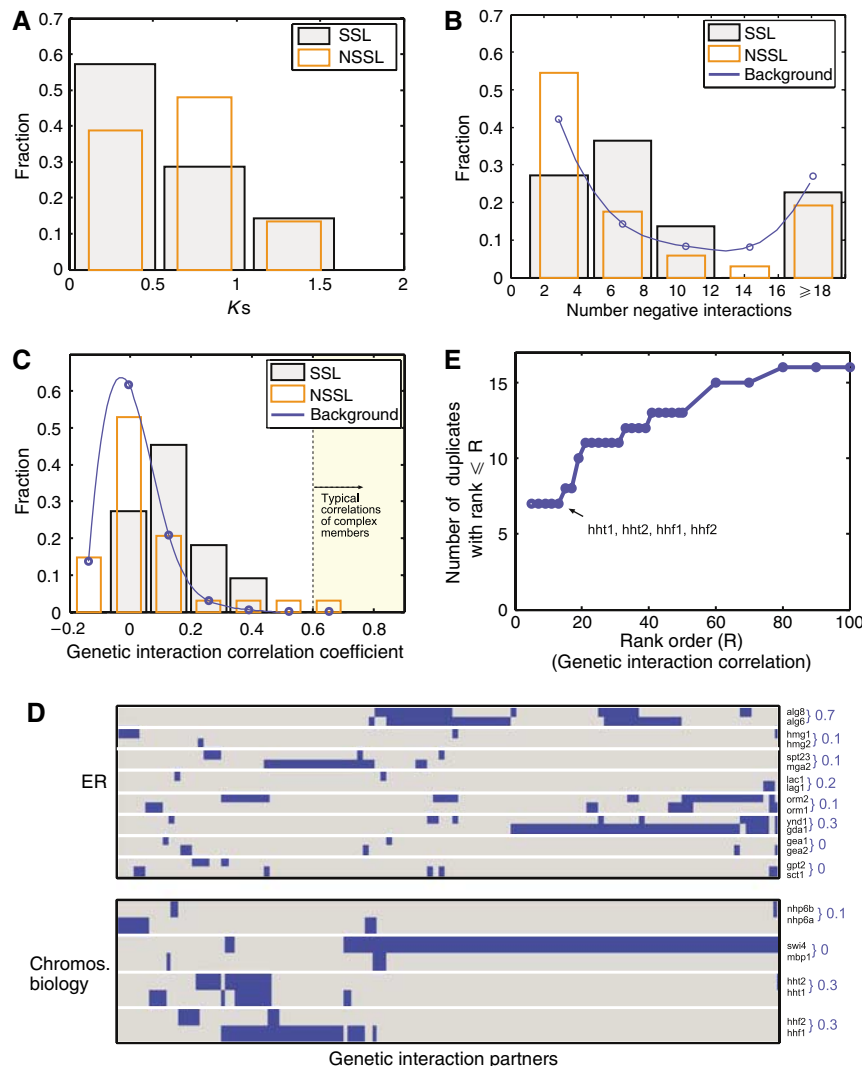 A
0.7
0.6
0.5
0.4
0.3
0.2
0.1
0
Fraction
0
0.5
1
1.5
2
Ks
SSL
NSSL
B
0.7
0.6
0.5
0.4
0.3
0.2
0.1
0
Fraction
0
2
4
6
8
10
12
14
16
⩾18
Number negative interactions
SSL
NSSL
Background
C
0.6
0.5
0.4
0.3
0.2
0.1
0
Fraction
−0.2
0
0.2
0.4
0.6
0.8
Genetic interaction correlation coefficient
SSL
NSSL
Background
Typical
correlations
of complex
members
E
15
10
5
0
Number of duplicates
with rank ⩽ R
hht1, hht2, hhf1, hhf2
0
20
40
60
80
100
Rank order (R)
(Genetic interaction correlation)
D
ER
alg8
alg6
} 0.7
hmg1
hmg2
} 0.1
spt23
mga2
} 0.1
lac1
lag1
} 0.2
orm2
orm1
} 0.1
ynd1
gda1
} 0.3
gea1
gea2
} 0
gpt2
sct1
} 0
Chromos.
biology
nhp6b
nhp6a
} 0.1
swi4
mbp1
} 0
hht2
hht1
} 0.3
hhf2
hhf1
} 0.3
Genetic interaction partners